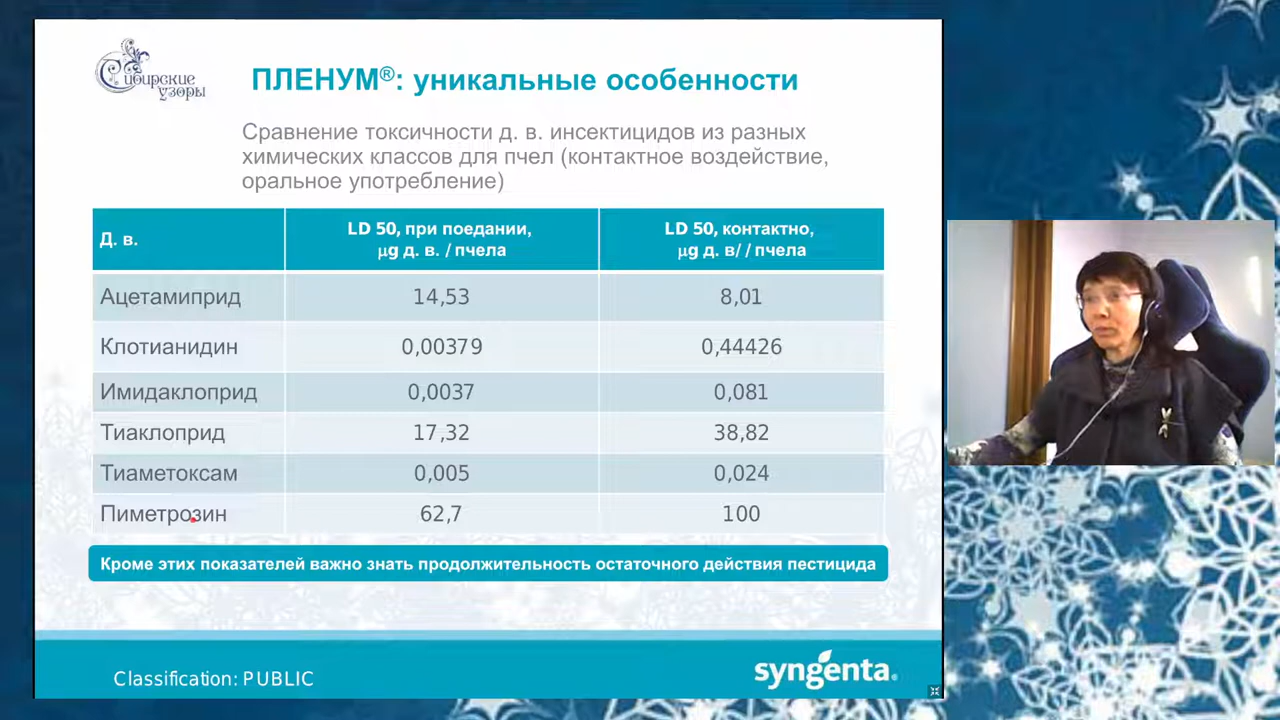 Сибирские
узоры
ПЛЕНУМ®: уникальные особенности
Сравнение токсичности д. в. инсектицидов из разных
химических классов для пчел (контактное воздействие,
оральное употребление)
Д. в.
LD 50, при поедании,
µg д. в. / пчела
LD 50, контактно,
µg д. в/ / пчела
Ацетамиприд 14,53 8,01
Клотианидин 0,00379 0,44426
Имидаклоприд 0,0037 0,081
Тиаклоприд 17,32 38,82
Тиаметоксам 0,005 0,024
Пиметрозин 62,7 100
Кроме этих показателей важно знать продолжительность остаточного действия пестицида
Classification: PUBLIC
syngenta.